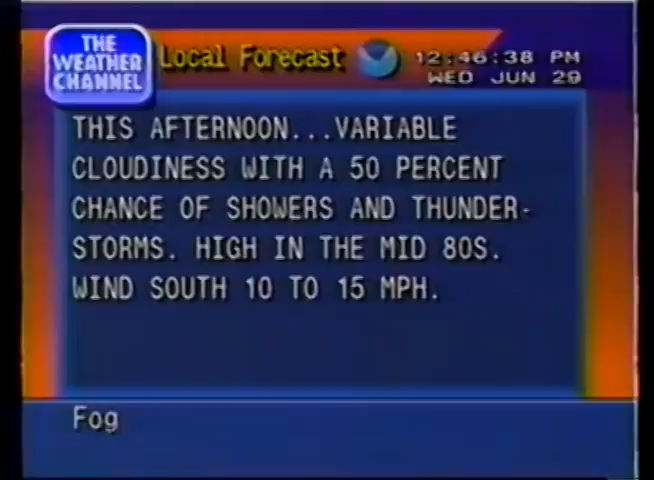 THE
WEATHER
CHANNEL
Local Forecast
12:46:38 PM
WED JUN 29
THIS AFTERNOON...VARIABLE
CLOUDINESS WITH A 50 PERCENT
CHANCE OF SHOWERS AND THUNDER-
STORMS. HIGH IN THE MID 80S.
WIND SOUTH 10 TO 15 MPH.
Fog